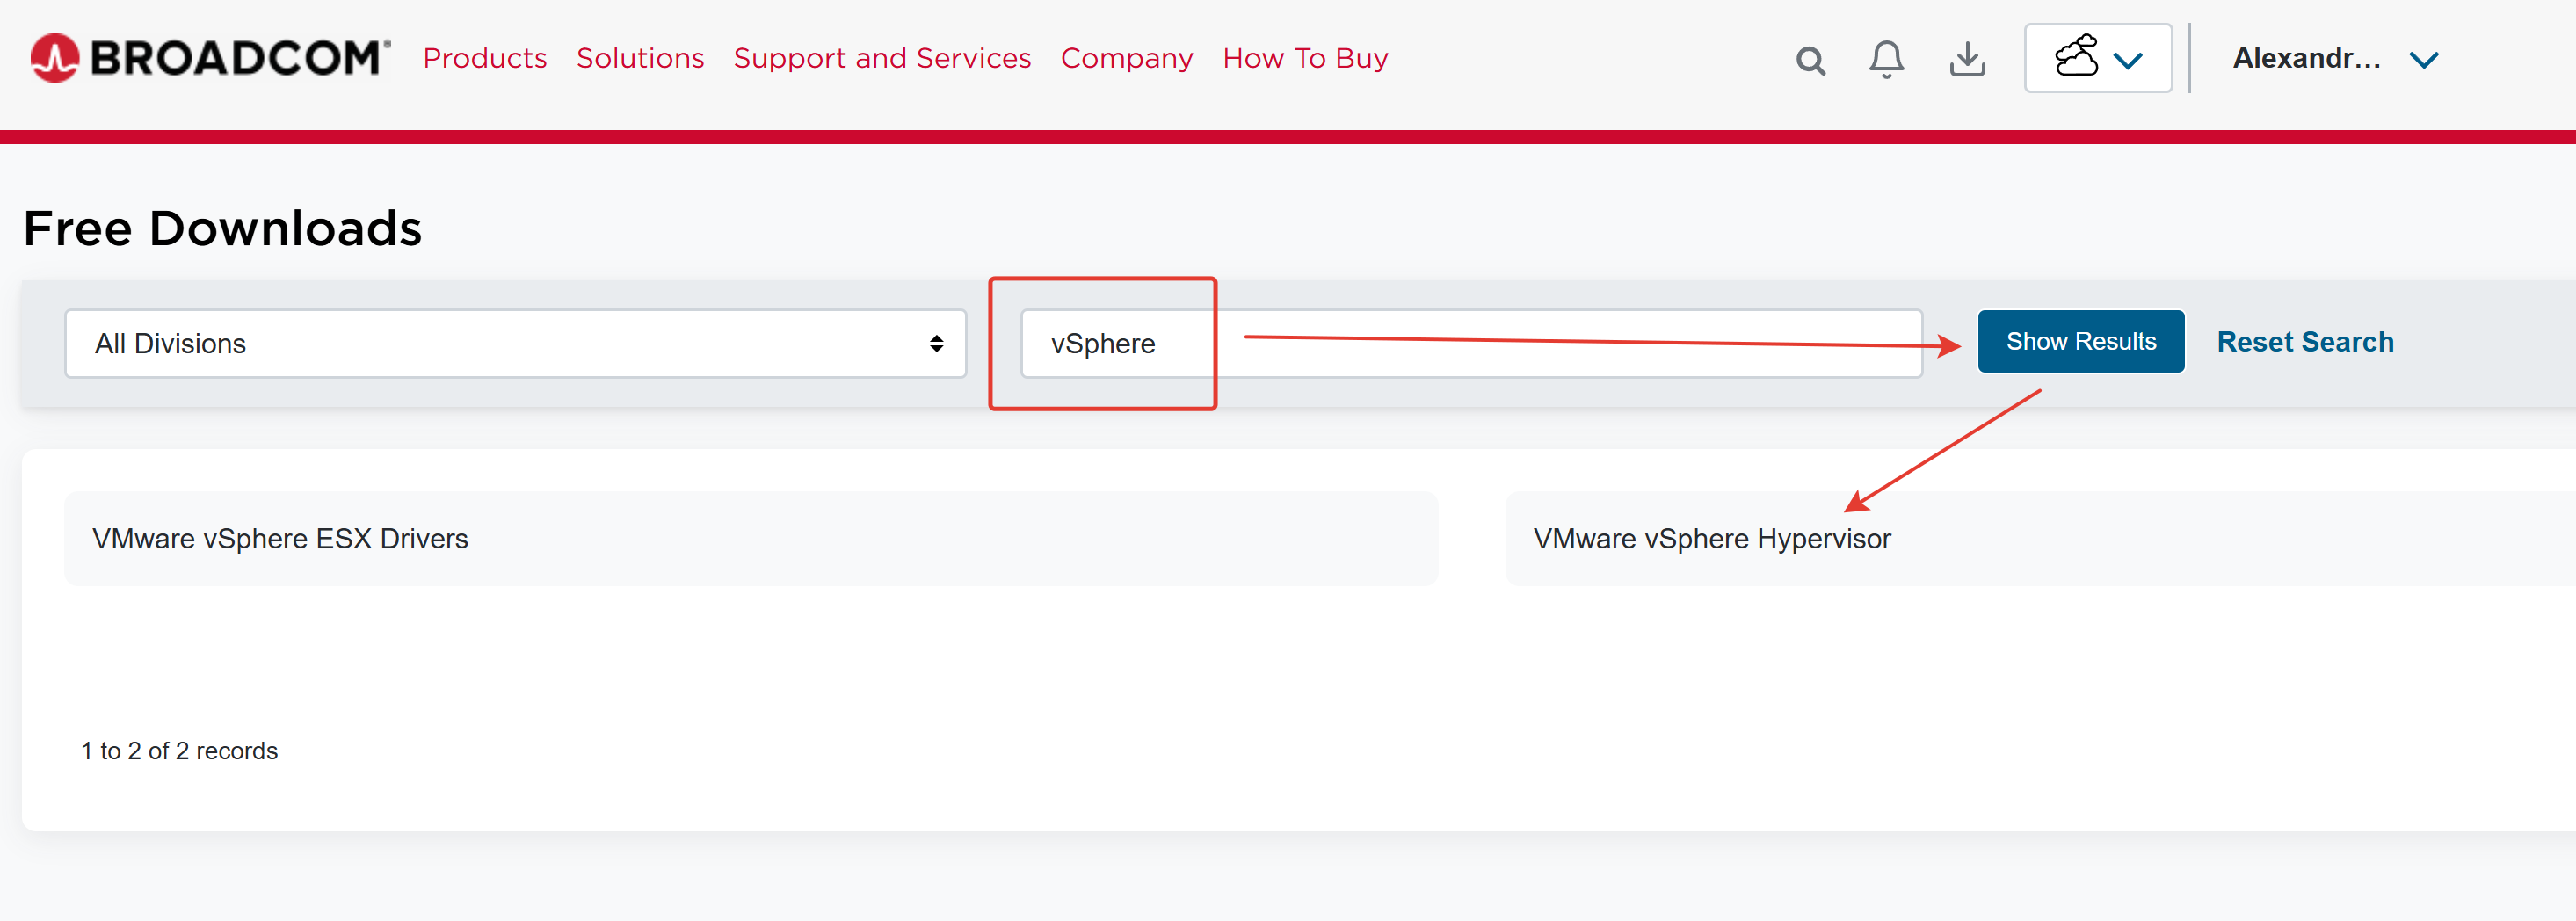 BROADCOM® Products Solutions Support and Services Company How To Buy Alexandr...
Free Downloads
All Divisions vSphere Show Results Reset Search
VMware vSphere ESX Drivers VMware vSphere Hypervisor
1 to 2 of 2 records